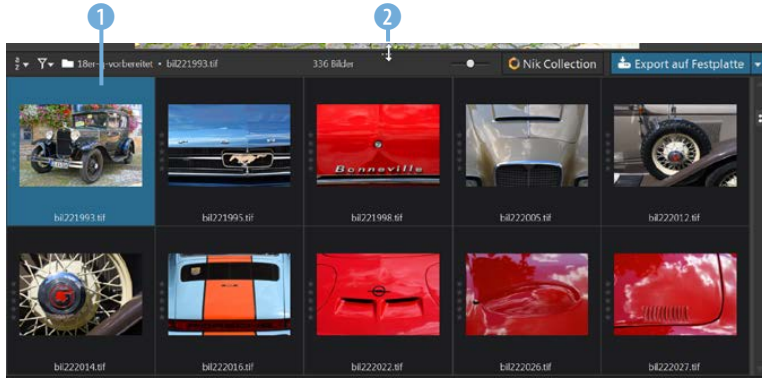 1 2
18er-
-vorbereitet • bil221993.tif 336 Bilder Nik Collection Export auf Festplatte
Bonneville
bil221993.tif bil221995.tif bil221998.tif bil222005.tif bil222012.tif
bil222014.tif bil222016.tif bil222022.tif bil222026.tif bil222027.tif